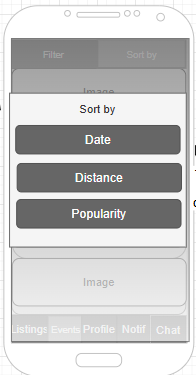 Filter Sort by
Image
Sort by
Date
Distance
Popularity
Image
Listings Events Profile Notif Chat